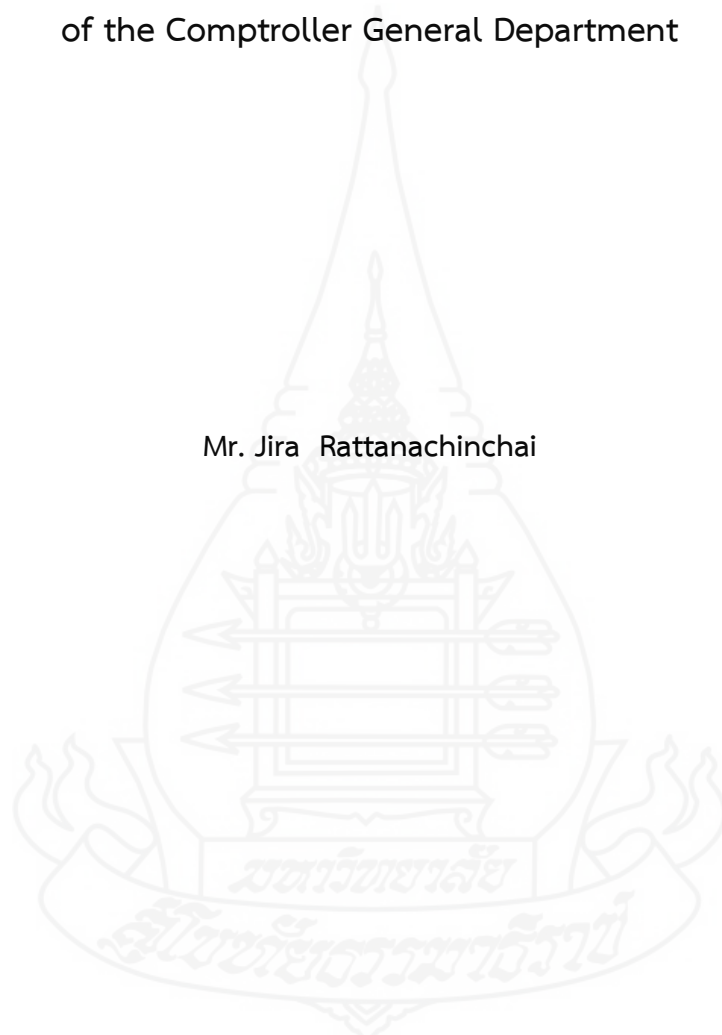 of the Comptroller General Department
Mr. Jira Rattanachinchai
มหาวิทยาลัย
สุโขทัยธรรมาธิราช